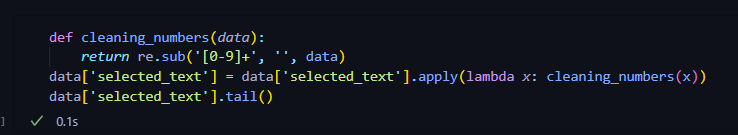 def cleaning_numbers(data):
    return re.sub('[0-9]+', '', data)
data['selected_text'] = data['selected_text'].apply(lambda x: cleaning_numbers(x))
data['selected_text'].tail()
] ✓ 0.1s